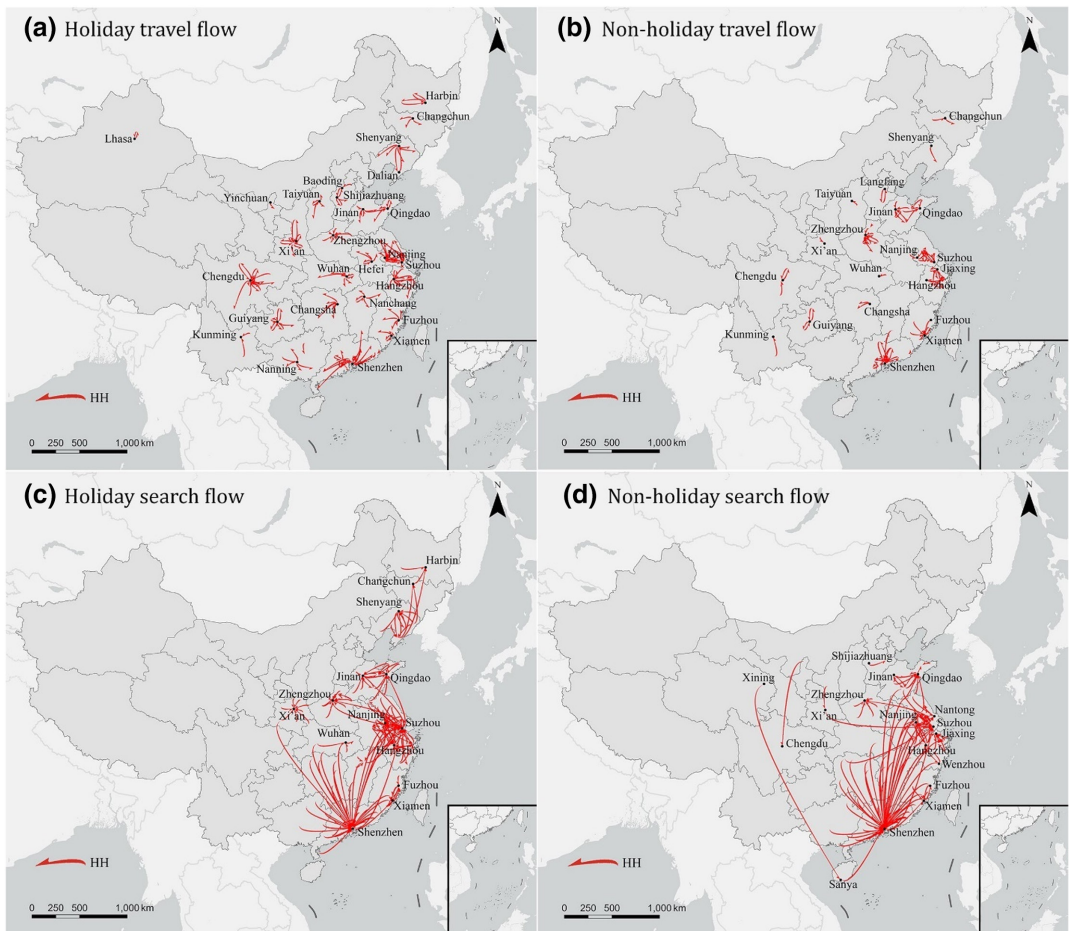 (a) Holiday travel flow
N
Harbin
Changchun
Lhasa
Shenyang
Dalian
Baoding
Yinchuan
Taiyuan
Shijiazhuang
Jinan
Qingdao
Zhengzhou
Xi'an
Nanjing
Suzhou
Chengdu
Wuhan
Hefei
Hangzhou
Nanchang
Changsha
Guiyang
Fuzhou
Kunming
Xiamen
Nanning
Shenzhen
HH
0 250 500 1,000 km
(b) Non-holiday travel flow
N
Changchun
Shenyang
Langfang
Taiyuan
Jinan
Qingdao
Zhengzhou
Xi'an
Nanjing
Suzhou
Chengdu
Wuhan
Jiaxing
Hangzhou
Changsha
Guiyang
Fuzhou
Kunming
Xiamen
Shenzhen
HH
0 250 500 1,000 km
(c) Holiday search flow
N
Harbin
Changchun
Shenyang
Jinan
Qingdao
Zhengzhou
Xi'an
Nanjing
Suzhou
Wuhan
Hangzhou
Fuzhou
Xiamen
Shenzhen
HH
0 250 500 1,000 km
(d) Non-holiday search flow
N
Shijiazhuang
Xining
Jinan
Qingdao
Zhengzhou
Xi'an
Nanjing
Nantong
Suzhou
Jiaxing
Chengdu
Hangzhou
Wenzhou
Fuzhou
Xiamen
Shenzhen
Sanya
HH
0 250 500 1,000 km